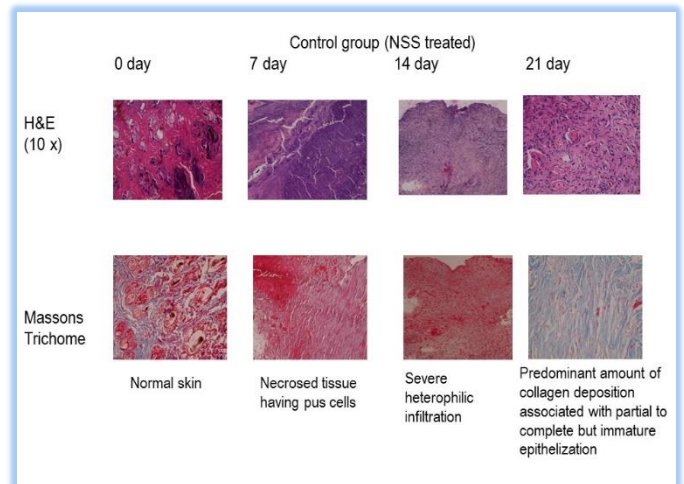 Control group (NSS treated)
0 day
7 day
14 day
21 day
H&E
(10 x)
Massons
Trichome
Normal skin
Necrosed tissue
having pus cells
Severe
heterophilic
infiltration
Predominant amount of
collagen deposition
associated with partial to
complete but immature
epithelization